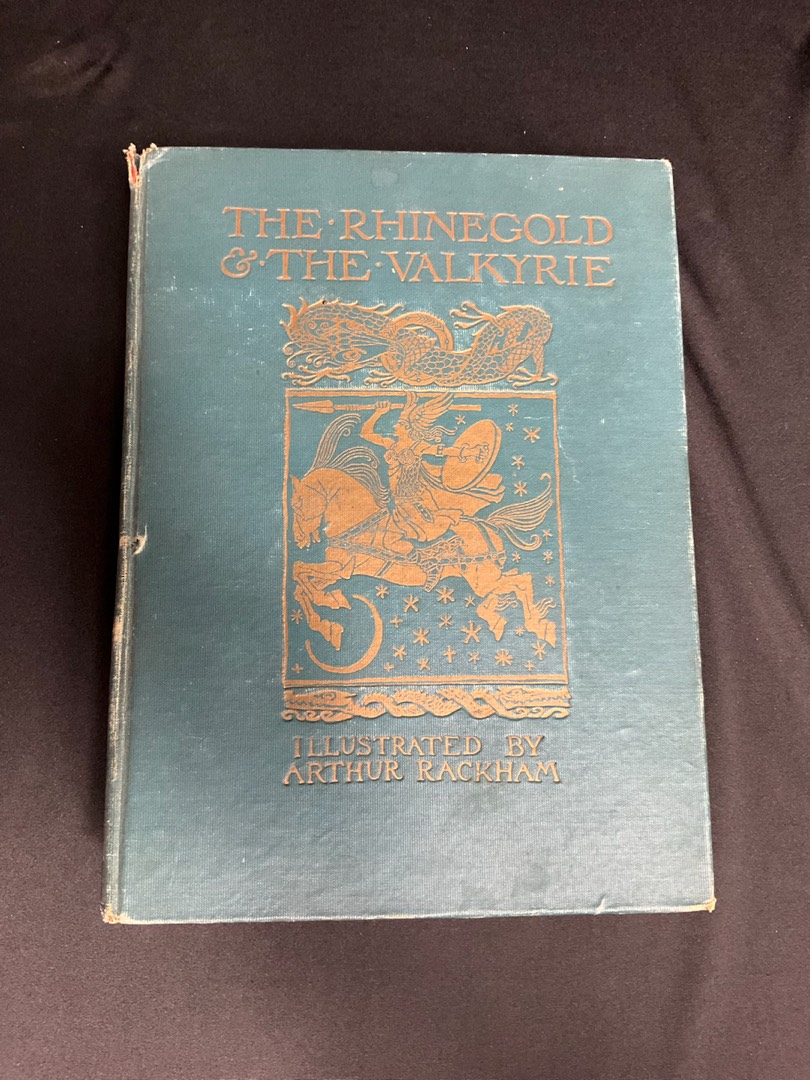 THE·RHINEGOLD
&·THE·VALKYRIE
ILLUSTRATED BY
ARTHUR RACKHAM